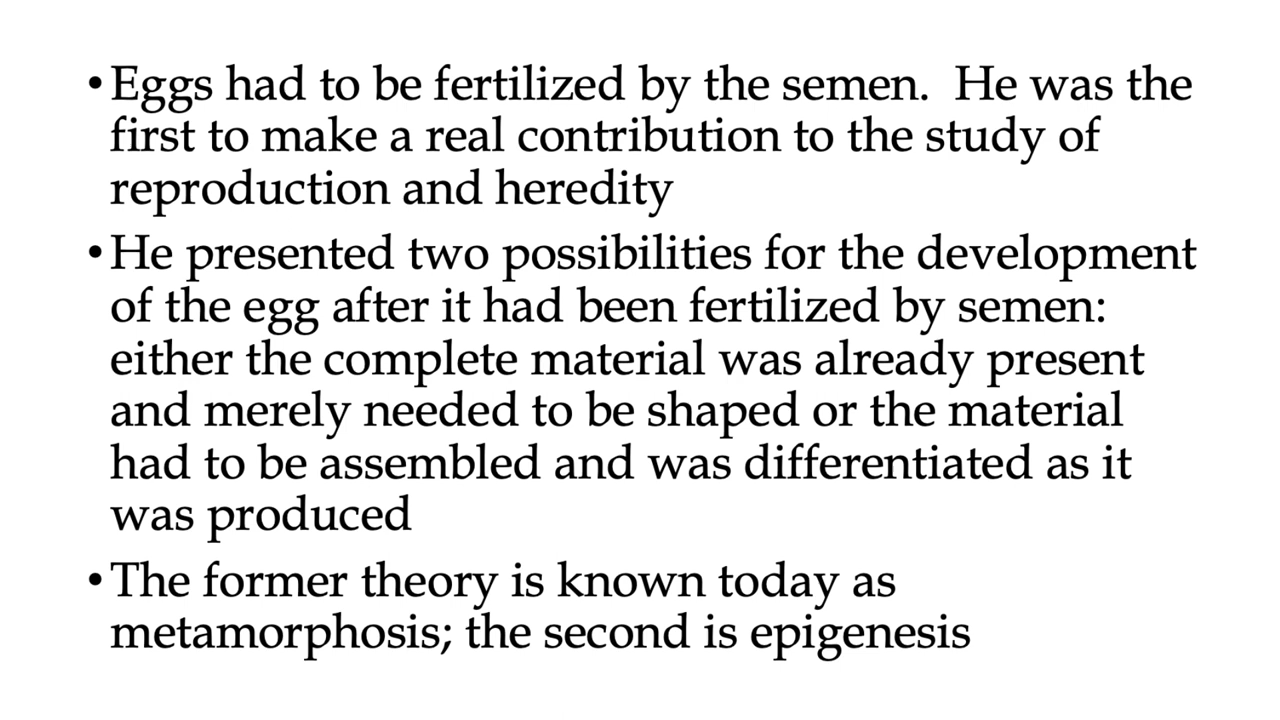 •Eggs had to be fertilized by the semen.  He was the
first to make a real contribution to the study of
reproduction and heredity
•He presented two possibilities for the development
of the egg after it had been fertilized by semen:
either the complete material was already present
and merely needed to be shaped or the material
had to be assembled and was differentiated as it
was produced
•The former theory is known today as
metamorphosis; the second is epigenesis